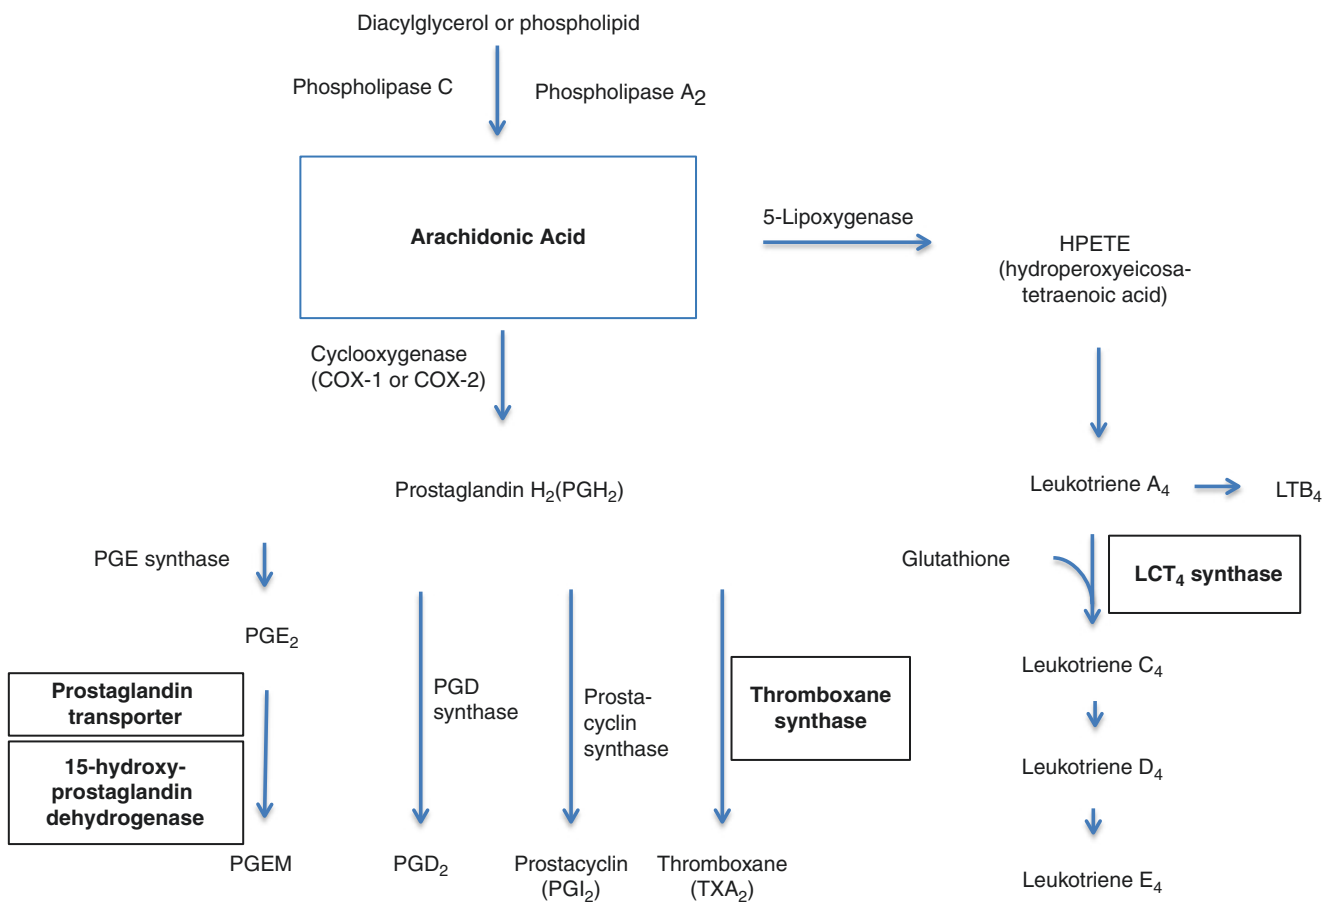 Diacylglycerol or phospholipid
Phospholipase C
Phospholipase A2
Arachidonic Acid
5-Lipoxygenase
HPETE
(hydroperoxyeicosa-
tetraenoic acid)
Cyclooxygenase
(COX-1 or COX-2)
Prostaglandin H2(PGH2)
Leukotriene A4
LTB4
PGE synthase
Glutathione
LCT4 synthase
PGE2
Leukotriene C4
Prostaglandin
transporter
15-hydroxy-
prostaglandin
dehydrogenase
PGD
synthase
Prosta-
cyclin
synthase
Thromboxane
synthase
Leukotriene D4
PGEM
PGD2
Prostacyclin
(PGI2)
Thromboxane
(TXA2)
Leukotriene E4